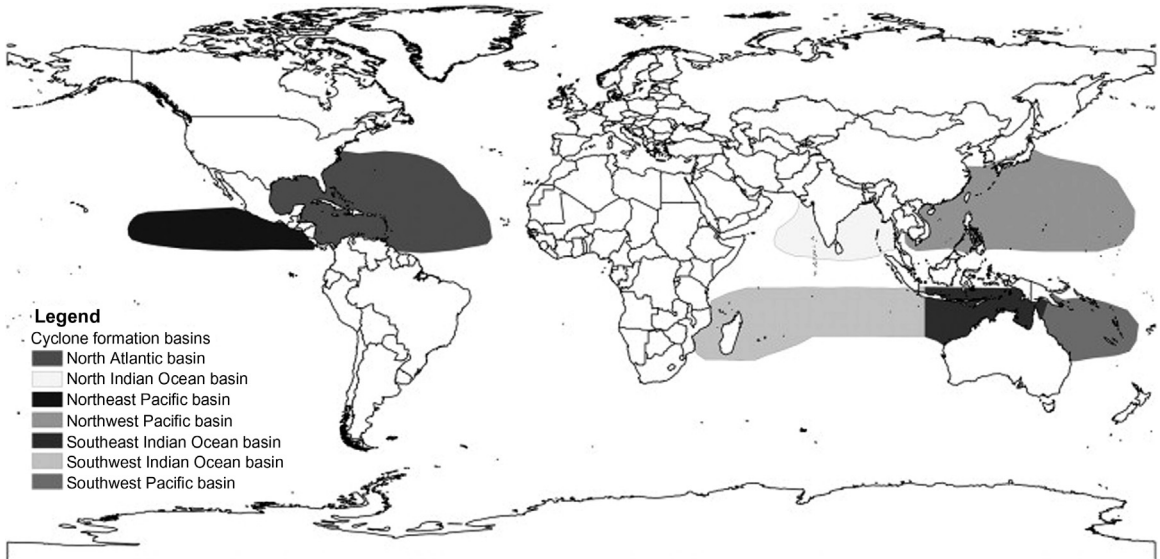 Legend
Cyclone formation basins
North Atlantic basin
North Indian Ocean basin
Northeast Pacific basin
Northwest Pacific basin
Southeast Indian Ocean basin
Southwest Indian Ocean basin
Southwest Pacific basin